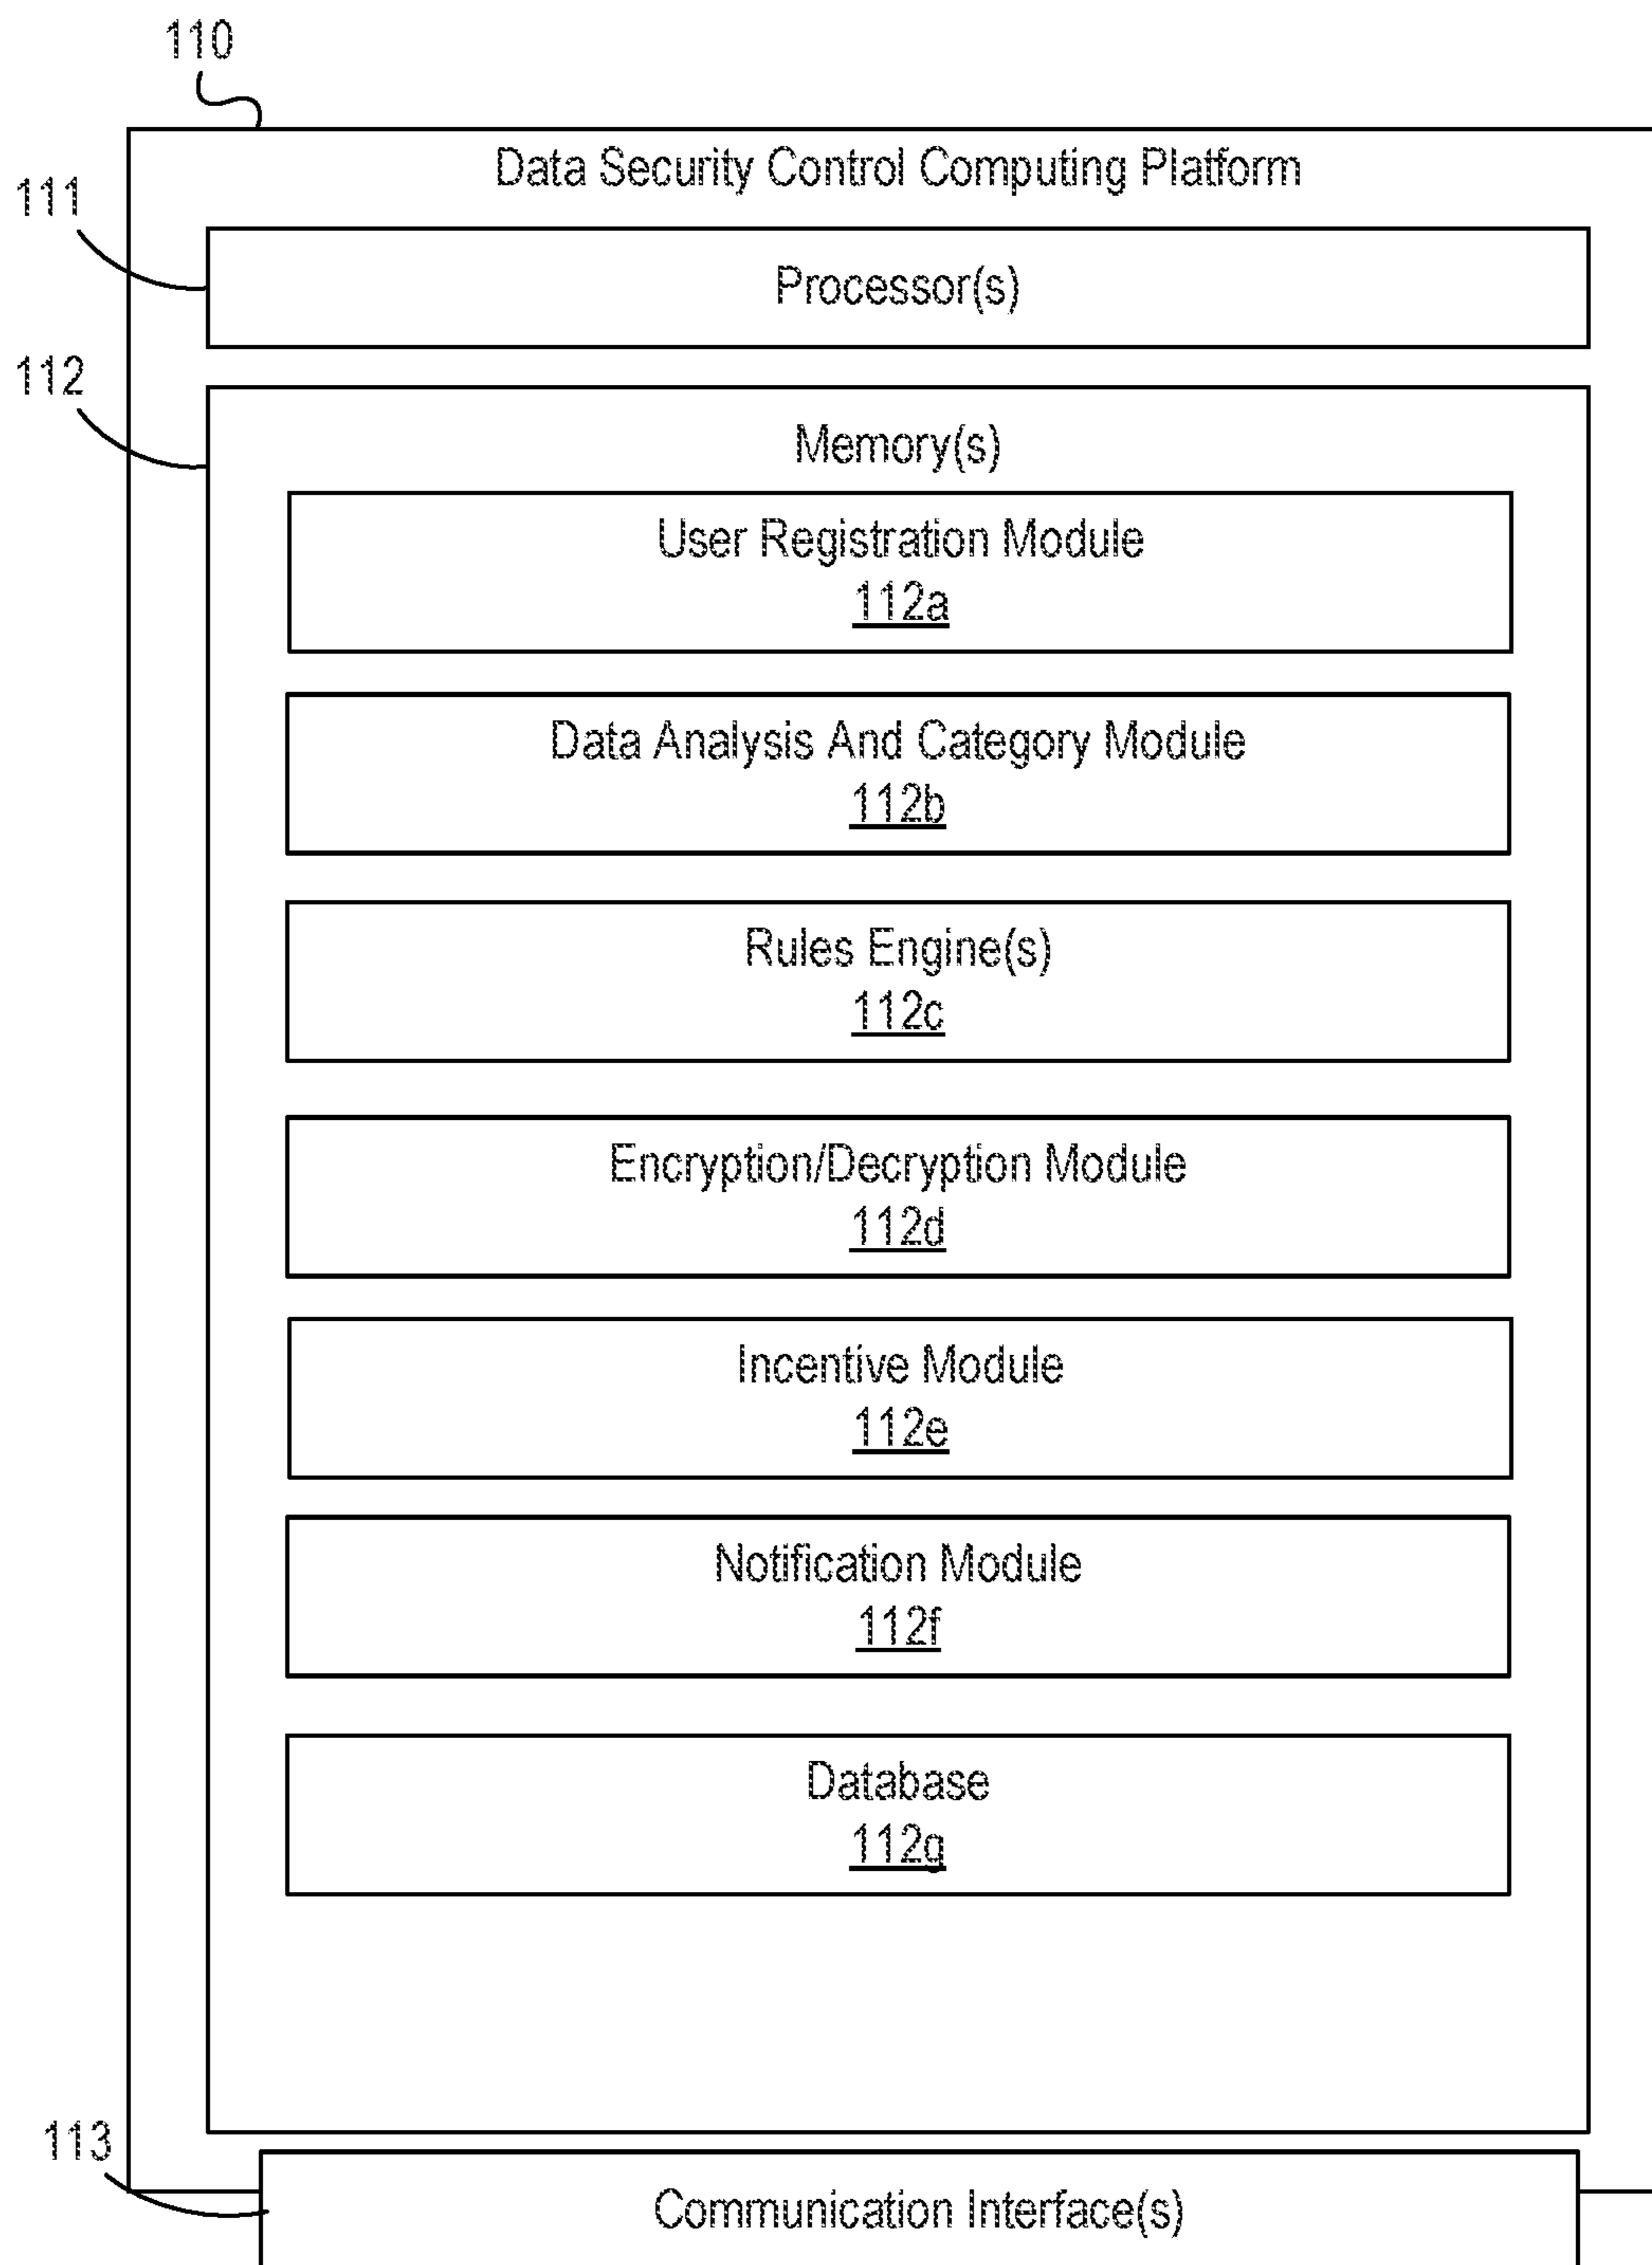 110
Data Security Control Computing Platform
111
Processor(s)
112
Memory(s)
User Registration Module
112a
Data Analysis And Category Module
112b
Rules Engine(s)
112c
Encryption/Decryption Module
112d
Incentive Module
112e
Notification Module
112f
Database
112g
113
Communication Interface(s)